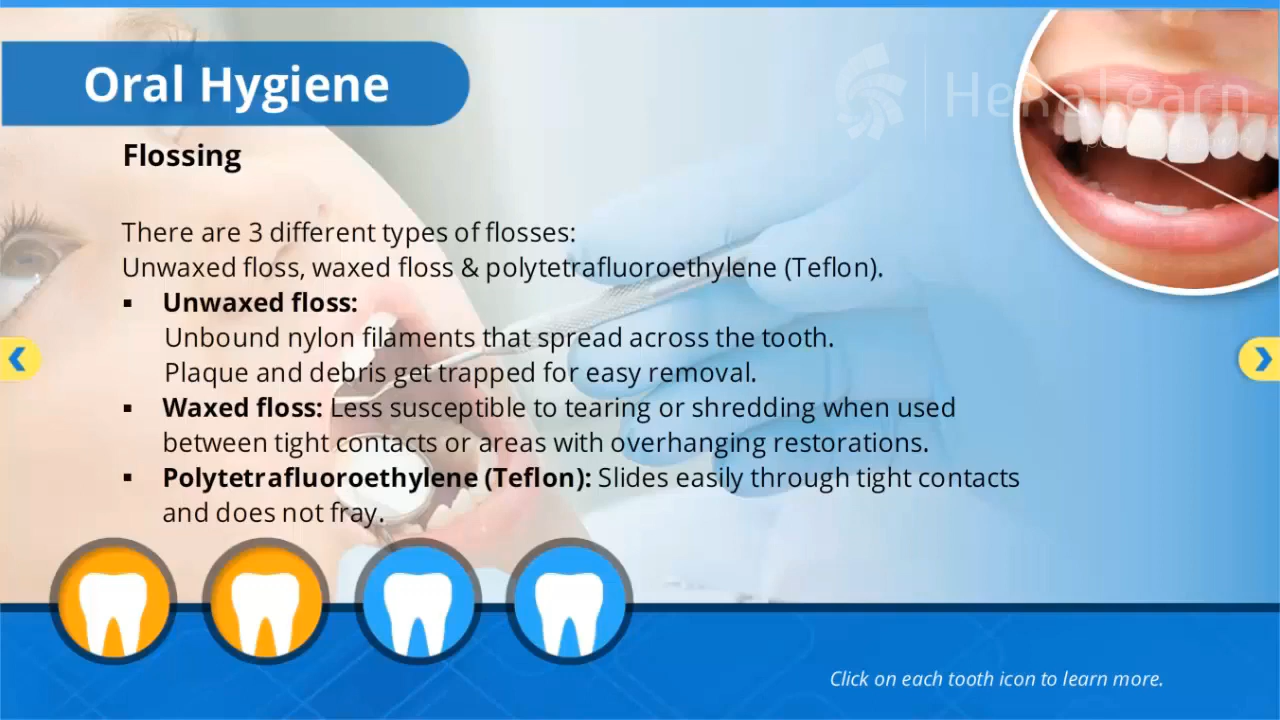 Oral Hygiene
HexaLearn
Flossing
There are 3 different types of flosses:
Unwaxed floss, waxed floss & polytetrafluoroethylene (Teflon).
▪ Unwaxed floss:
Unbound nylon filaments that spread across the tooth.
Plaque and debris get trapped for easy removal.
▪ Waxed floss: Less susceptible to tearing or shredding when used
between tight contacts or areas with overhanging restorations.
▪ Polytetrafluoroethylene (Teflon): Slides easily through tight contacts
and does not fray.
Click on each tooth icon to learn more.